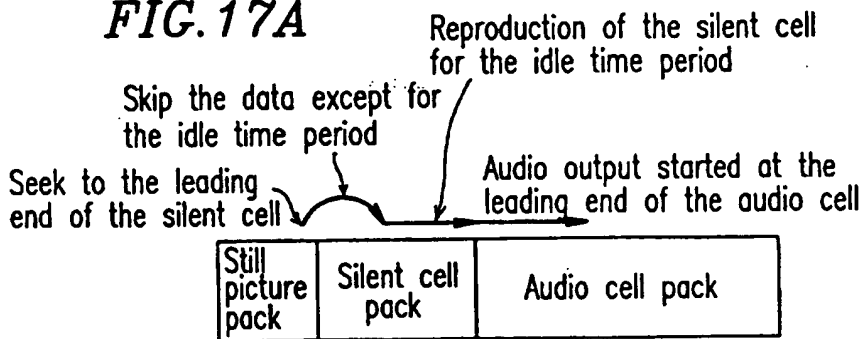 FIG. 17A
Reproduction of the silent cell
for the idle time period
Skip the data except for
the idle time period
Seek to the leading
end of the silent cell
Audio output started at the
leading end of the audio cell
Still
picture
pack
Silent cell
pack
Audio cell pack